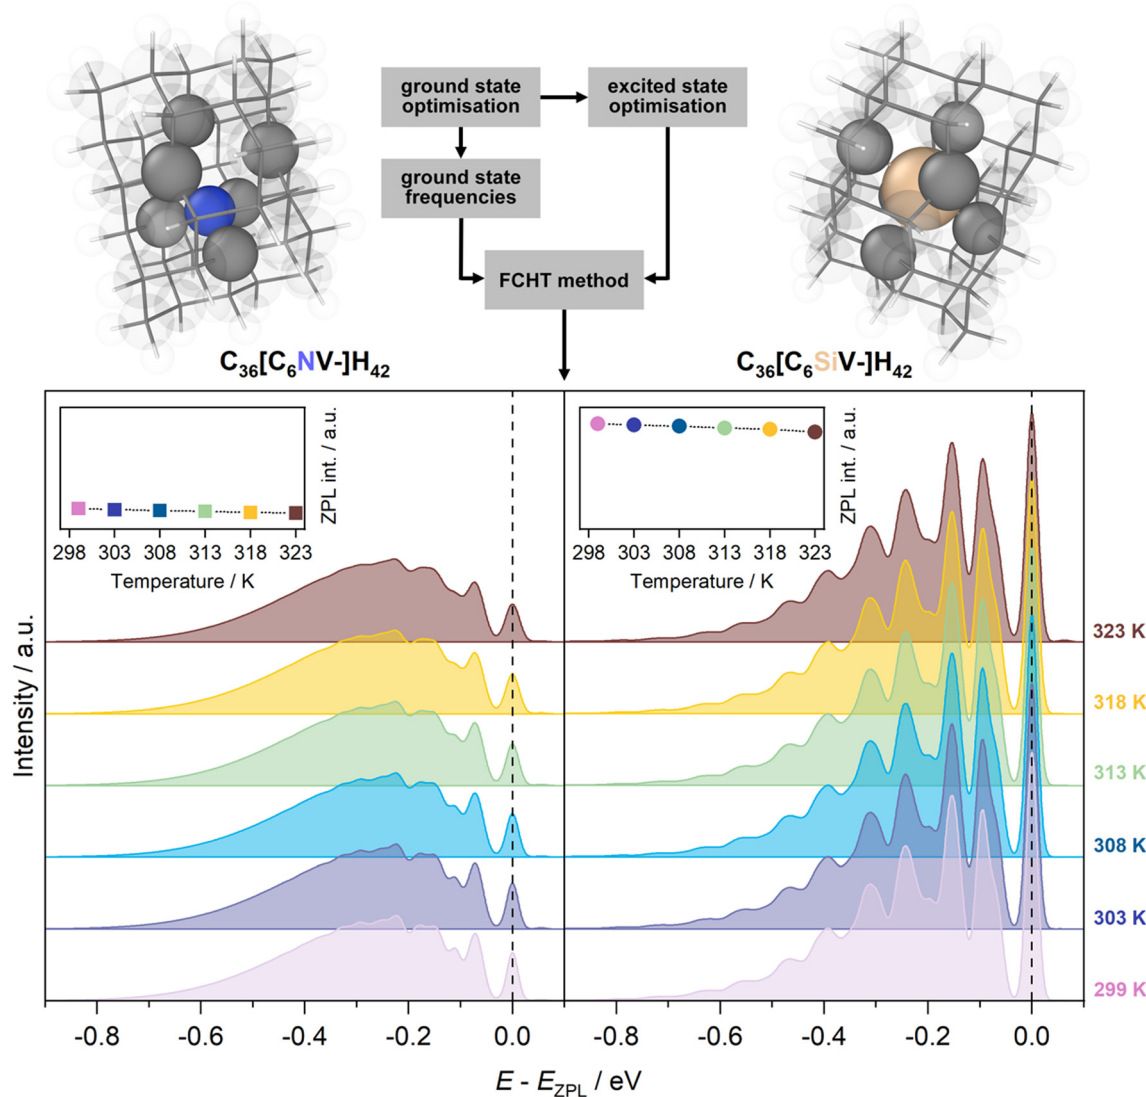 ground state
optimisation
excited state
optimisation
ground state
frequencies
FCHT method
C₃₆[C₆NV-]H₄₂
C₃₆[C₆SiV-]H₄₂
ZPL int. / a.u.
298 303 308 313 318 323
Temperature / K
ZPL int. / a.u.
298 303 308 313 318 323
Temperature / K
Intensity / a.u.
323 K
318 K
313 K
308 K
303 K
299 K
-0.8 -0.6 -0.4 -0.2 0.0
-0.8 -0.6 -0.4 -0.2 0.0
E - E_ZPL / eV